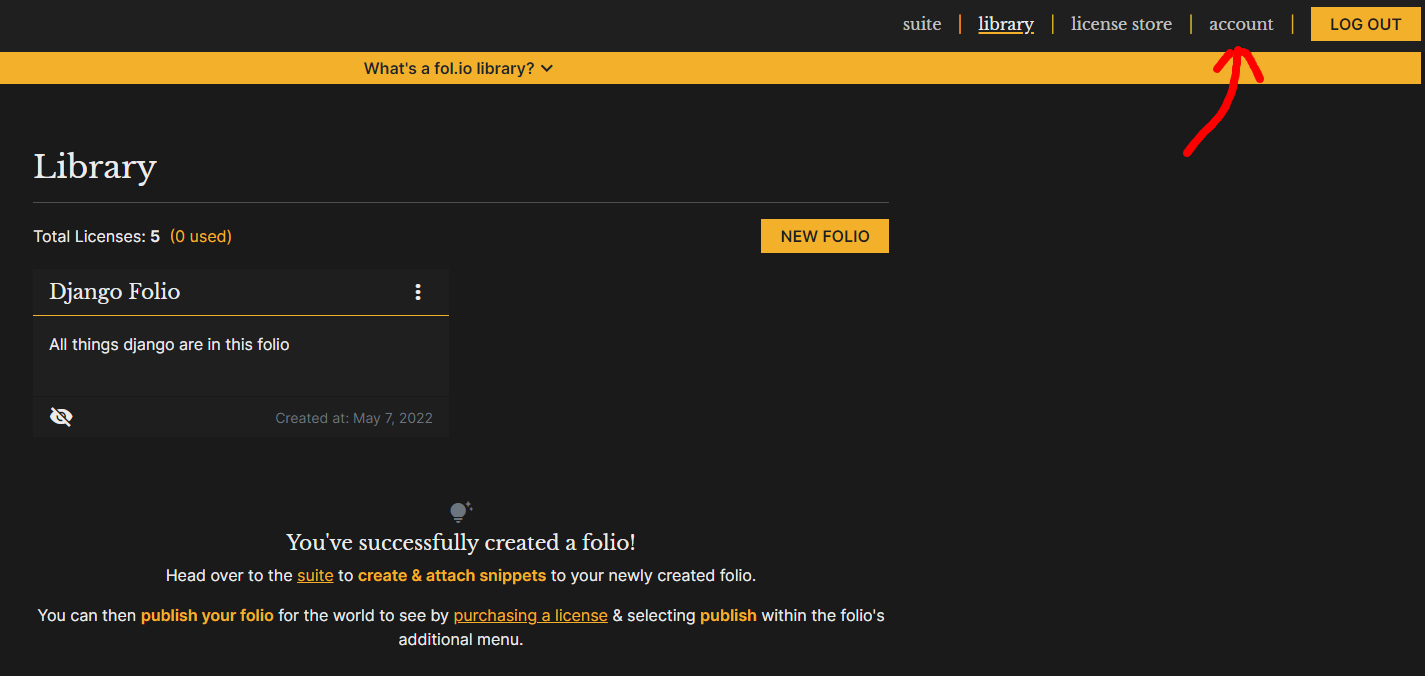 suite | library | license store | account | LOG OUT
What's a fol.io library?
Library
Total Licenses: 5 (0 used) NEW FOLIO
Django Folio
All things django are in this folio
Created at: May 7, 2022
You've successfully created a folio!
Head over to the suite to create & attach snippets to your newly created folio.
You can then publish your folio for the world to see by purchasing a license & selecting publish within the folio's
additional menu.